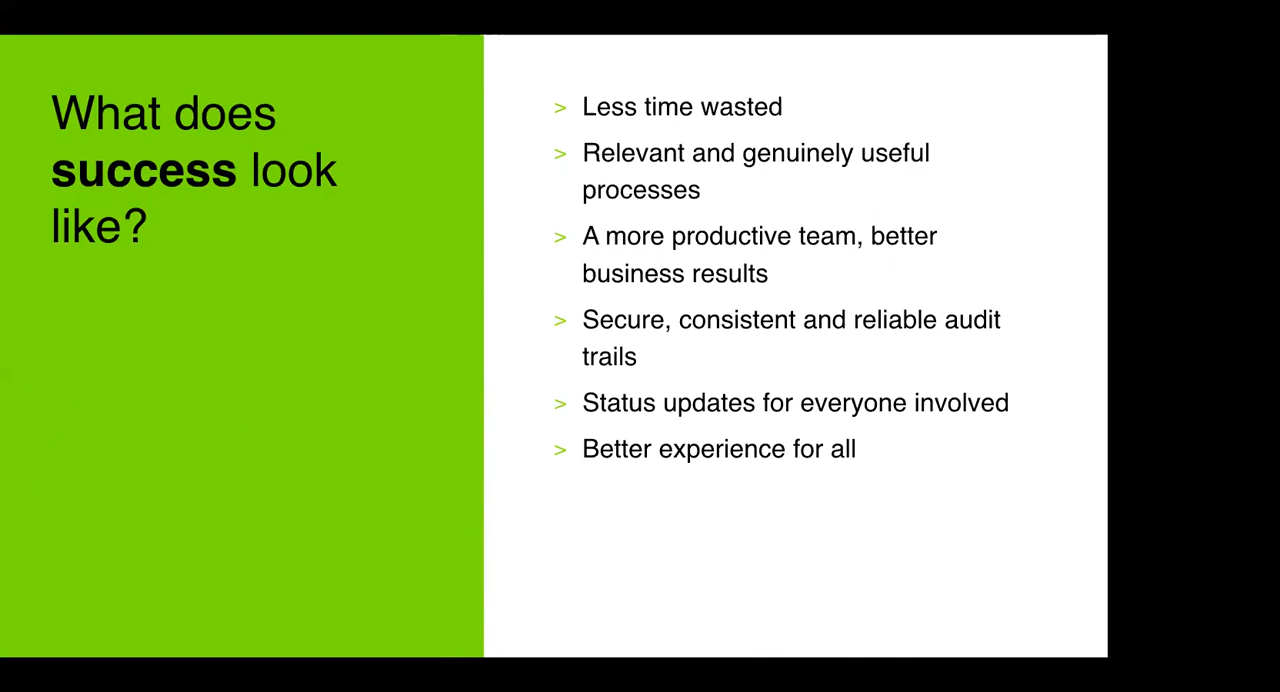 What does
success look
like?
> Less time wasted
> Relevant and genuinely useful
processes
> A more productive team, better
business results
> Secure, consistent and reliable audit
trails
> Status updates for everyone involved
> Better experience for all